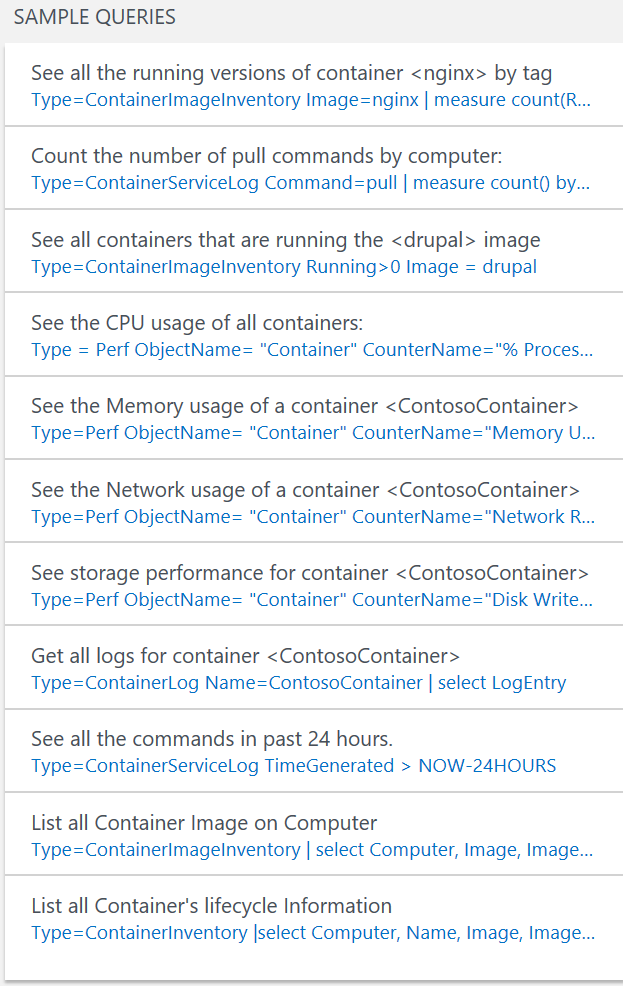 SAMPLE QUERIES
See all the running versions of container <nginx> by tag
Type=ContainerImageInventory Image=nginx | measure count(R...
Count the number of pull commands by computer:
Type=ContainerServiceLog Command=pull | measure count() by...
See all containers that are running the <drupal> image
Type=ContainerImageInventory Running>0 Image = drupal
See the CPU usage of all containers:
Type = Perf ObjectName= "Container" CounterName="% Proces...
See the Memory usage of a container <ContosoContainer>
Type=Perf ObjectName= "Container" CounterName="Memory U...
See the Network usage of a container <ContosoContainer>
Type=Perf ObjectName= "Container" CounterName="Network R...
See storage performance for container <ContosoContainer>
Type=Perf ObjectName= "Container" CounterName="Disk Write...
Get all logs for container <ContosoContainer>
Type=ContainerLog Name=ContosoContainer | select LogEntry
See all the commands in past 24 hours.
Type=ContainerServiceLog TimeGenerated > NOW-24HOURS
List all Container Image on Computer
Type=ContainerImageInventory | select Computer, Image, Image...
List all Container's lifecycle Information
Type=ContainerInventory |select Computer, Name, Image, Image...